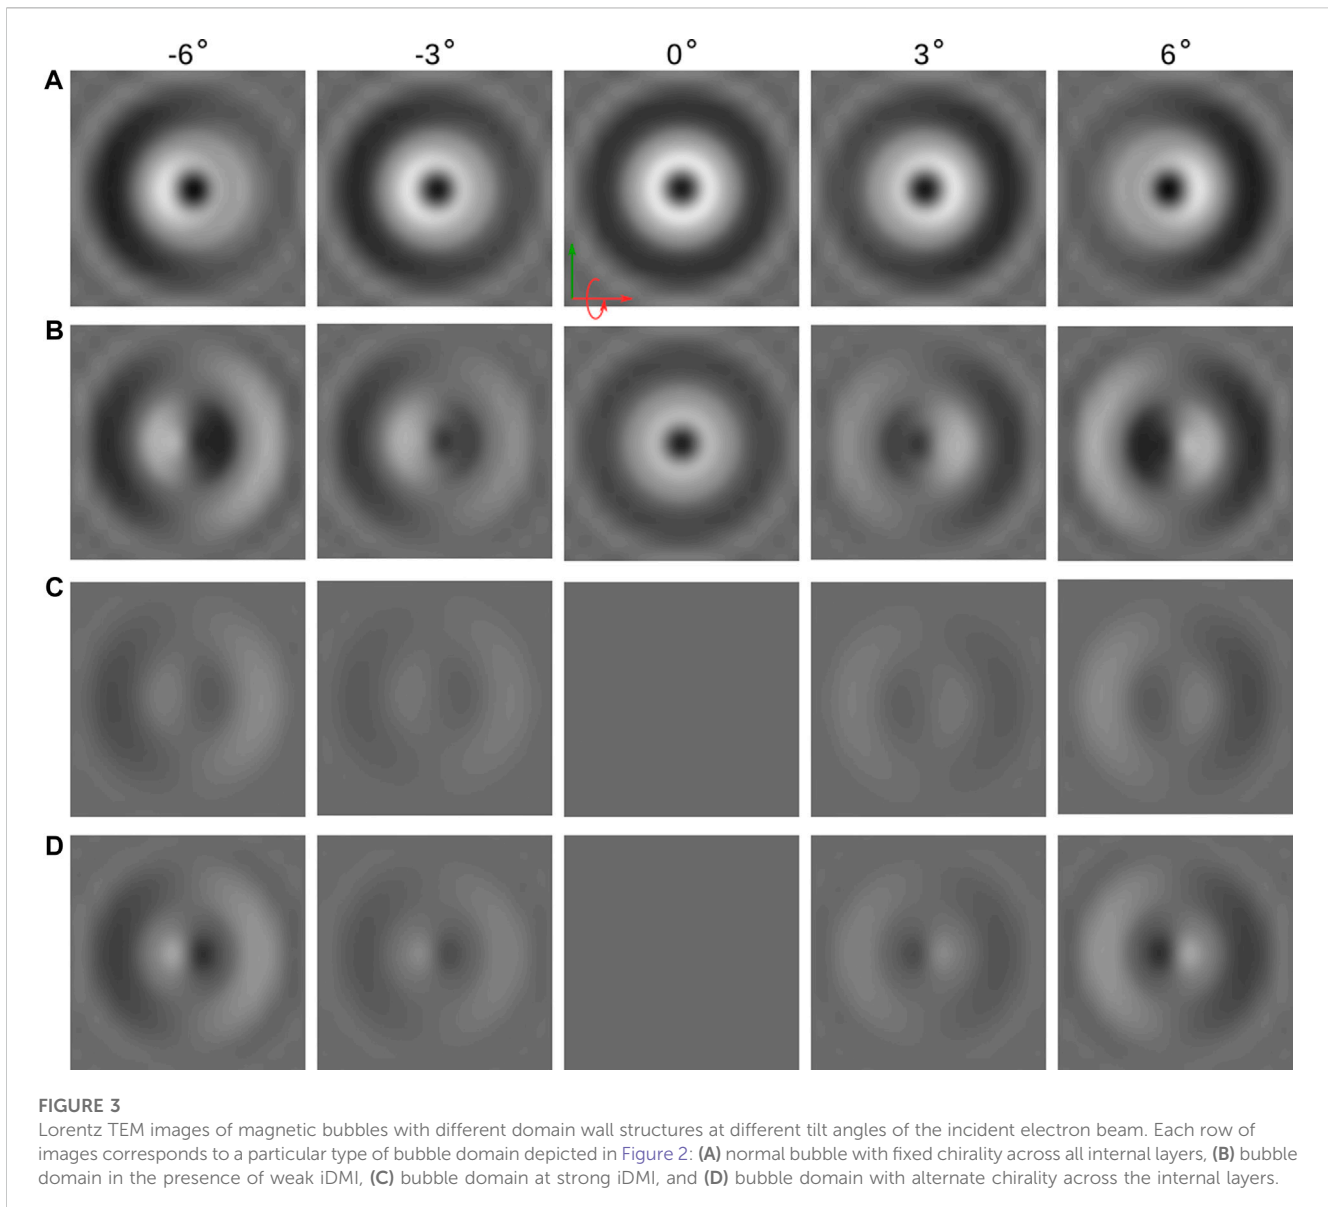 -6° -3° 0° 3° 6°
A
B
C
D
FIGURE 3
Lorentz TEM images of magnetic bubbles with different domain wall structures at different tilt angles of the incident electron beam. Each row of
images corresponds to a particular type of bubble domain depicted in Figure 2: (A) normal bubble with fixed chirality across all internal layers, (B) bubble
domain in the presence of weak iDMI, (C) bubble domain at strong iDMI, and (D) bubble domain with alternate chirality across the internal layers.